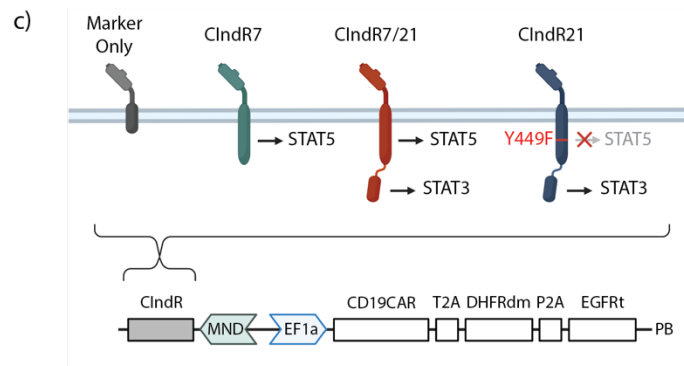 c)
Marker
Only
CIndR7
CIndR7/21
CIndR21
STAT5
STAT5
Y449F
STAT5
STAT3
STAT3
CIndR
MND
EF1a
CD19CAR
T2A
DHFRdm
P2A
EGFRt
PB